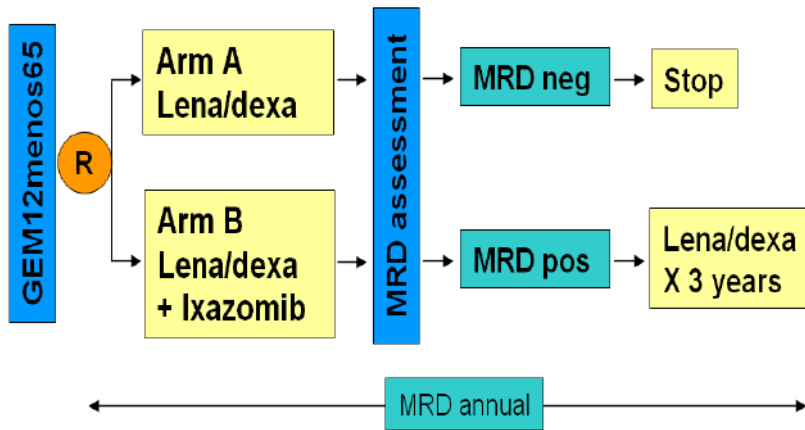 GEM12menos65
R
Arm A
Lena/dexa
Arm B
Lena/dexa
+ Ixazomib
MRD assessment
MRD neg
Stop
MRD pos
Lena/dexa
X 3 years
MRD annual